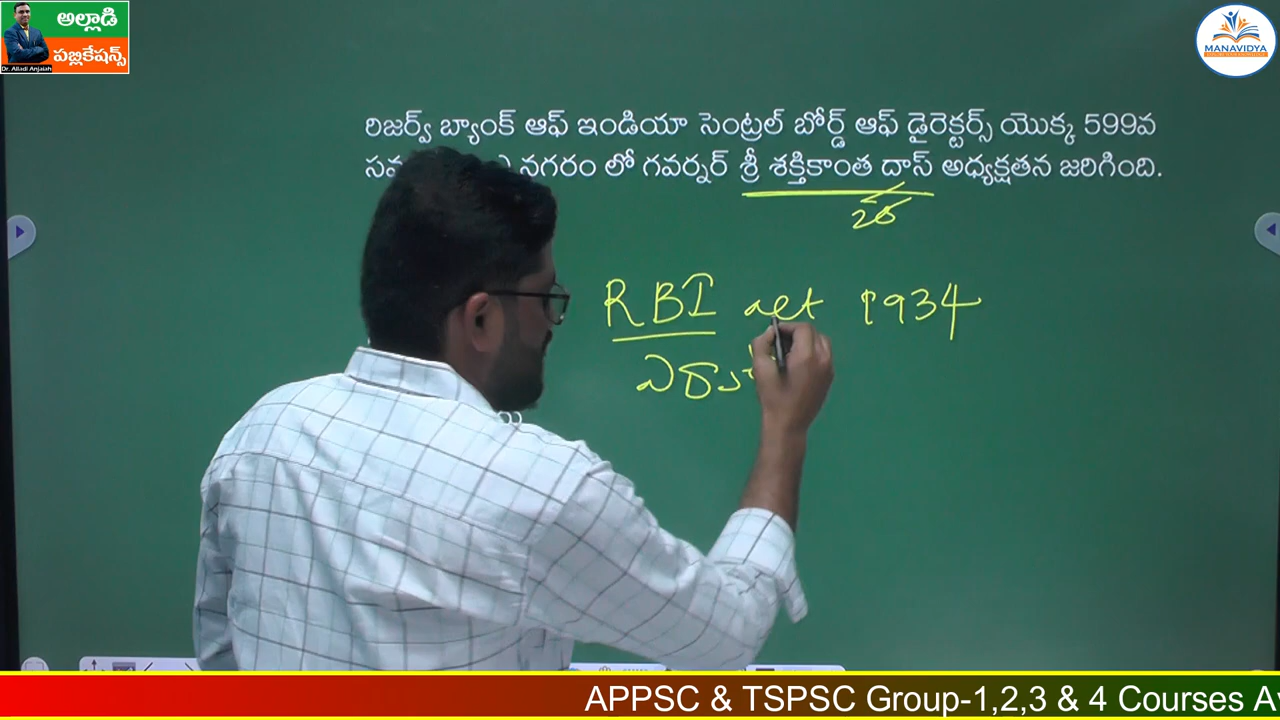 అల్లాడి
పబ్లికేషన్స్
Dr. Alladi Anjaiah
MANAVIDYA
రిజర్వ్ బ్యాంక్ ఆఫ్ ఇండియా సెంట్రల్ బోర్డ్ ఆఫ్ డైరెక్టర్స్ యొక్క 599వ
నగరం లో గవర్నర్ శ్రీ శక్తికాంత దాస్ అధ్యక్షతన జరిగింది.
RBI act 1934
APPSC & TSPSC Group-1,2,3 & 4 Courses Av